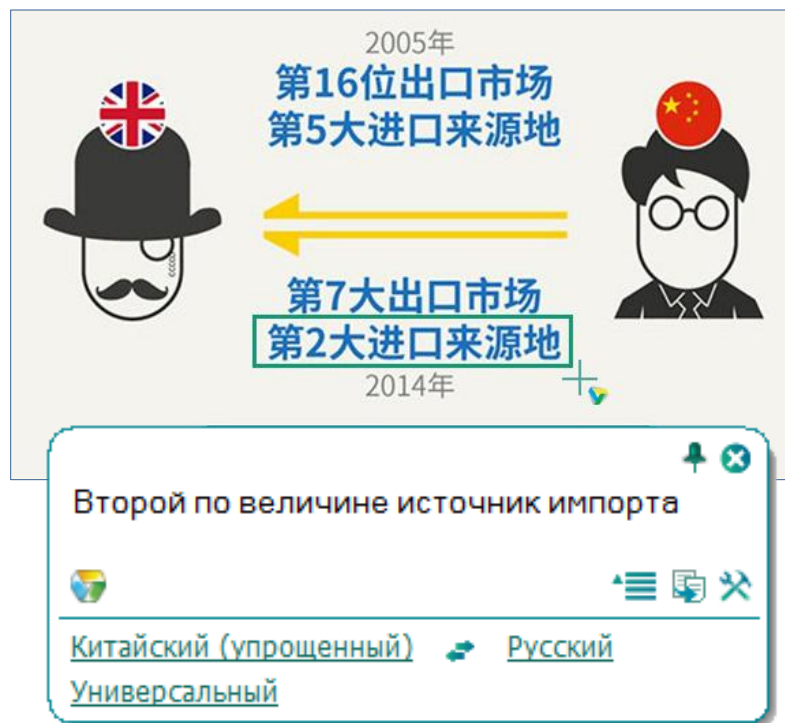 2005年
第16位出口市场
第5大进口来源地
第7大出口市场
第2大进口来源地
2014年
Второй по величине источник импорта
Китайский (упрощенный)
Русский
Универсальный